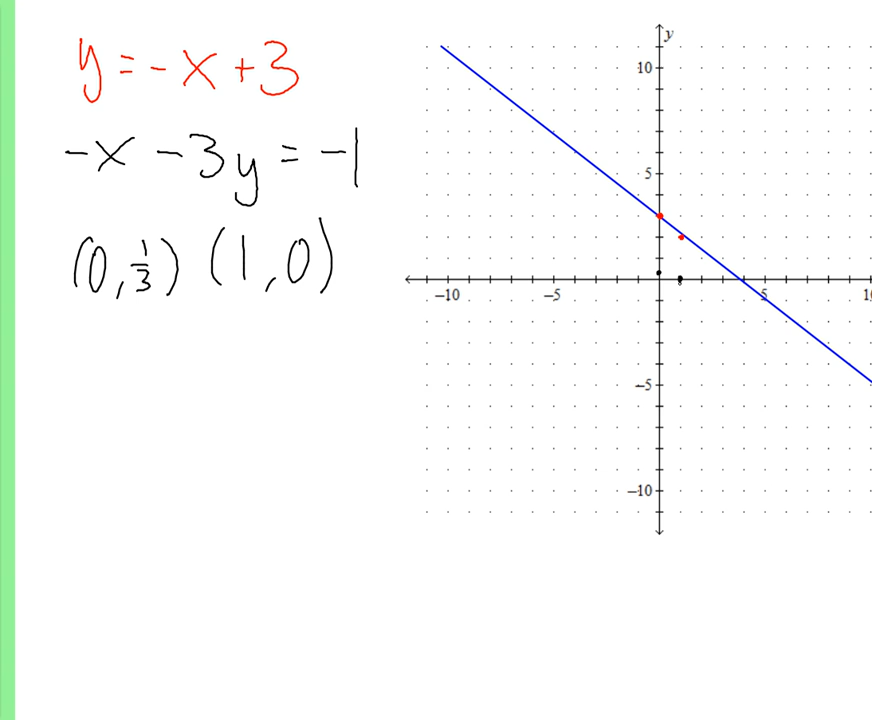 y = -x + 3
-x - 3y = -1
(0, 1/3) (1, 0)
y
10
5
−10
−5
5
10
−5
−10